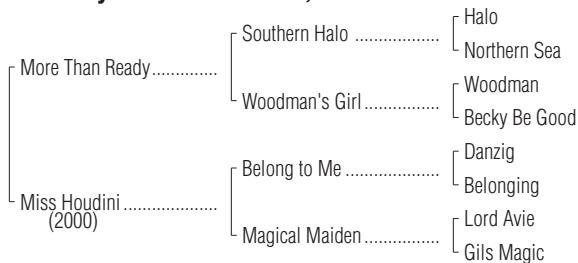 Halo
Southern Halo ..................
Northern Sea
More Than Ready..............
Woodman
Woodman's Girl ................
Becky Be Good
Danzig
Belong to Me ....................
Belonging
Miss Houdini ....................
(2000)
Lord Avie
Magical Maiden................
Gils Magic